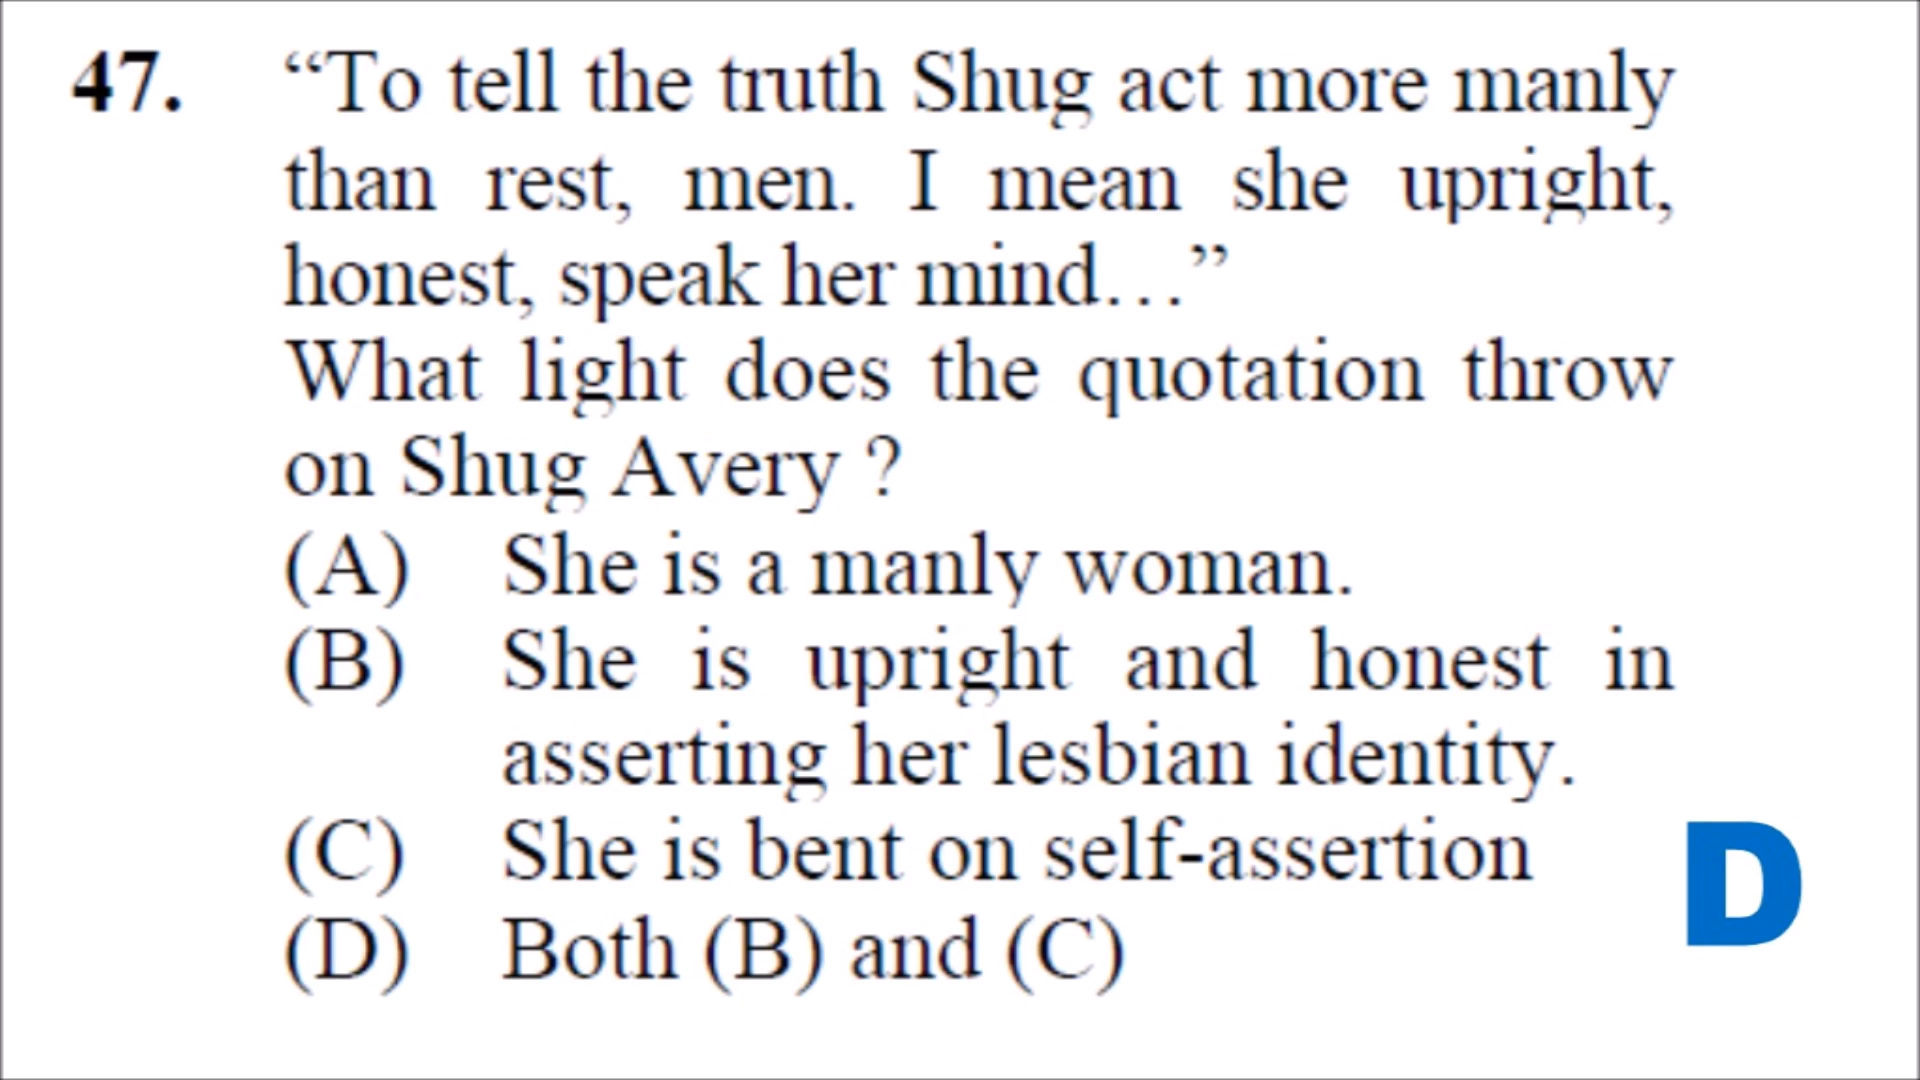 47. “To tell the truth Shug act more manly
than rest, men. I mean she upright,
honest, speak her mind…”
What light does the quotation throw
on Shug Avery ?
(A) She is a manly woman.
(B) She is upright and honest in
asserting her lesbian identity.
(C) She is bent on self-assertion
(D) Both (B) and (C)
D